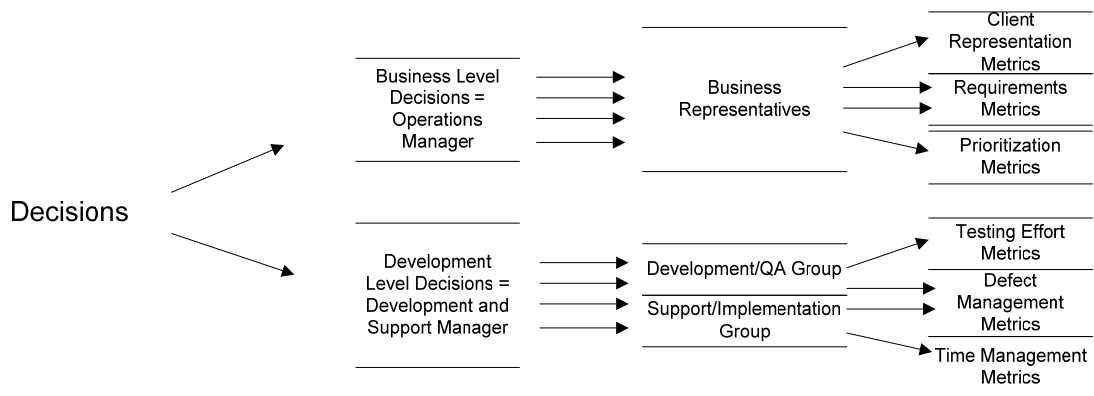 Decisions
Business Level
Decisions =
Operations
Manager
Business
Representatives
Client
Representation
Metrics
Requirements
Metrics
Prioritization
Metrics
Development
Level Decisions =
Development and
Support Manager
Development/QA Group
Support/Implementation
Group
Testing Effort
Metrics
Defect
Management
Metrics
Time Management
Metrics